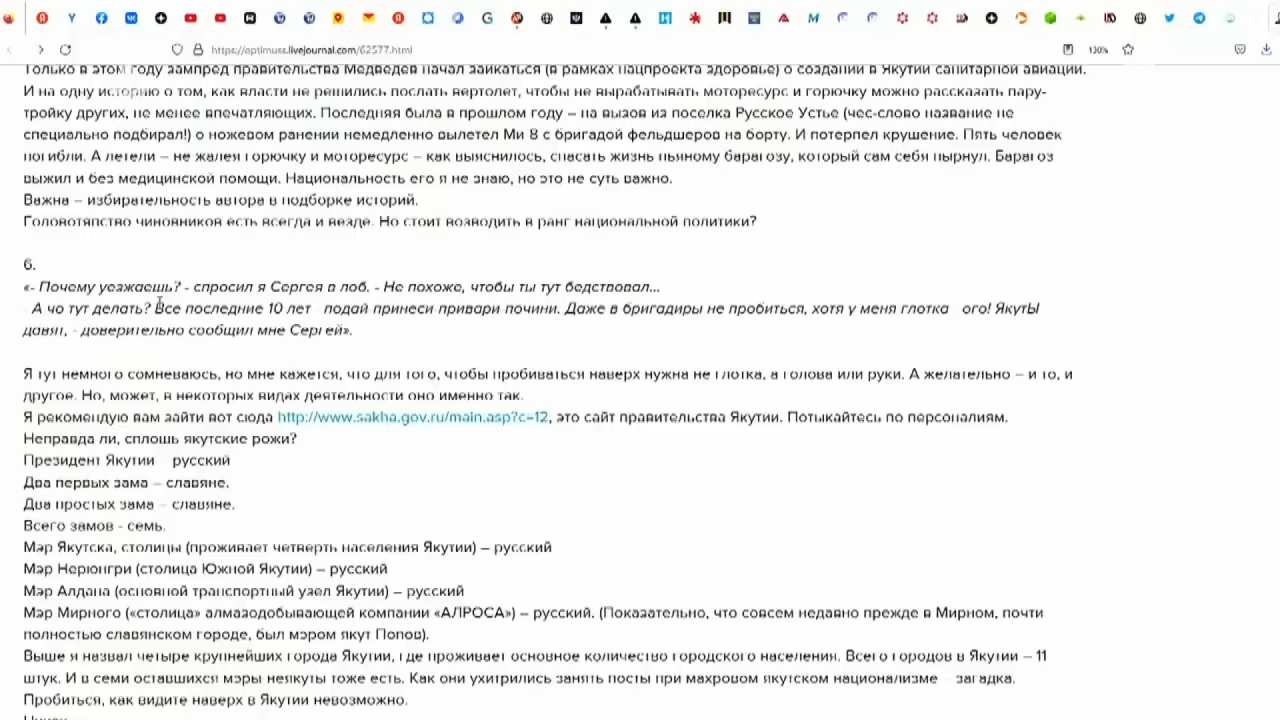 https://optimuss.livejournal.com/62577.html
130%
Только в этом году зампред правительства Медведев начал заикаться (в рамках нацпроекта здоровье) о создании в Якутии санитарной авиации.
И на одну историю о том, как власти не решились послать вертолет, чтобы не вырабатывать моторесурс и горючку можно рассказать пару-
тройку других, не менее впечатляющих. Последняя была в прошлом году – на вызов из поселка Русское Устье (чес-слово название не
специально подбирал!) о ножевом ранении немедленно вылетел Ми 8 с бригадой фельдшеров на борту. И потерпел крушение. Пять человек
погибли. А летели – не жалея горючку и моторесурс – как выяснилось, спасать жизнь пьяному барагозу, который сам себя пырнул. Барагоз
выжил и без медицинской помощи. Национальность его я не знаю, но это не суть важно.
Важна – избирательность автора в подборке историй.
Головотяпство чиновников есть всегда и везде. Но стоит возводить в ранг национальной политики?
6.
«- Почему уезжаешь? - спросил я Сергея в лоб. - Не похоже, чтобы ты тут бедствовал...
А чо тут делать? Все последние 10 лет подай принеси привари почини. Даже в бригадиры не пробиться, хотя у меня глотка ого! ЯкутЫ
давят, - доверительно сообщил мне Сергей».
Я тут немного сомневаюсь, но мне кажется, что для того, чтобы пробиваться наверх нужна не глотка, а голова или руки. А желательно – и то, и
другое. Но, может, в некоторых видах деятельности оно именно так.
Я рекомендую вам зайти вот сюда http://www.sakha.gov.ru/main.asp?c=12, это сайт правительства Якутии. Потыкайтесь по персоналиям.
Неправда ли, сплошь якутские рожи?
Президент Якутии русский
Два первых зама – славяне.
Два простых зама – славяне.
Всего замов - семь.
Мэр Якутска, столицы (проживает четверть населения Якутии) – русский
Мэр Нерюнгри (столица Южной Якутии) – русский
Мэр Алдана (основной транспортный узел Якутии) – русский
Мэр Мирного («столица» алмазодобывающей компании «АЛРОСА») – русский. (Показательно, что совсем недавно прежде в Мирном, почти
полностью славянском городе, был мэром якут Попов).
Выше я назвал четыре крупнейших города Якутии, где проживает основное количество городского населения. Всего городов в Якутии – 11
штук. И в семи оставшихся мэры неякуты тоже есть. Как они ухитрились занять посты при махровом якутском национализме загадка.
Пробиться, как видите наверх в Якутии невозможно.